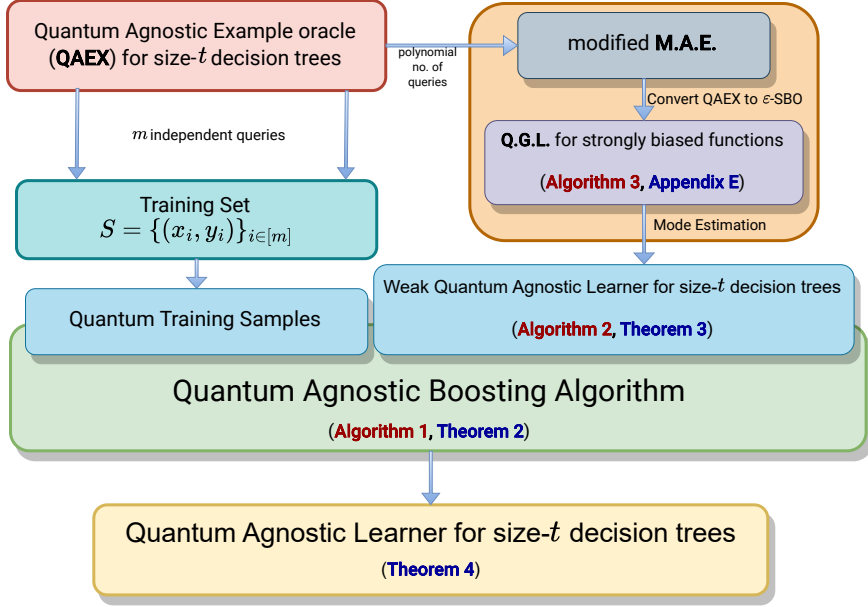 Quantum Agnostic Example oracle
(QAEX) for size-t decision trees
polynomial
no. of
queries
modified M.A.E.
Convert QAEX to ε-SBO
m independent queries
Q.G.L. for strongly biased functions
(Algorithm 3, Appendix E)
Training Set
S = {(x_i, y_i)}_{i∈[m]}
Mode Estimation
Quantum Training Samples
Weak Quantum Agnostic Learner for size-t decision trees
(Algorithm 2, Theorem 3)
Quantum Agnostic Boosting Algorithm
(Algorithm 1, Theorem 2)
Quantum Agnostic Learner for size-t decision trees
(Theorem 4)